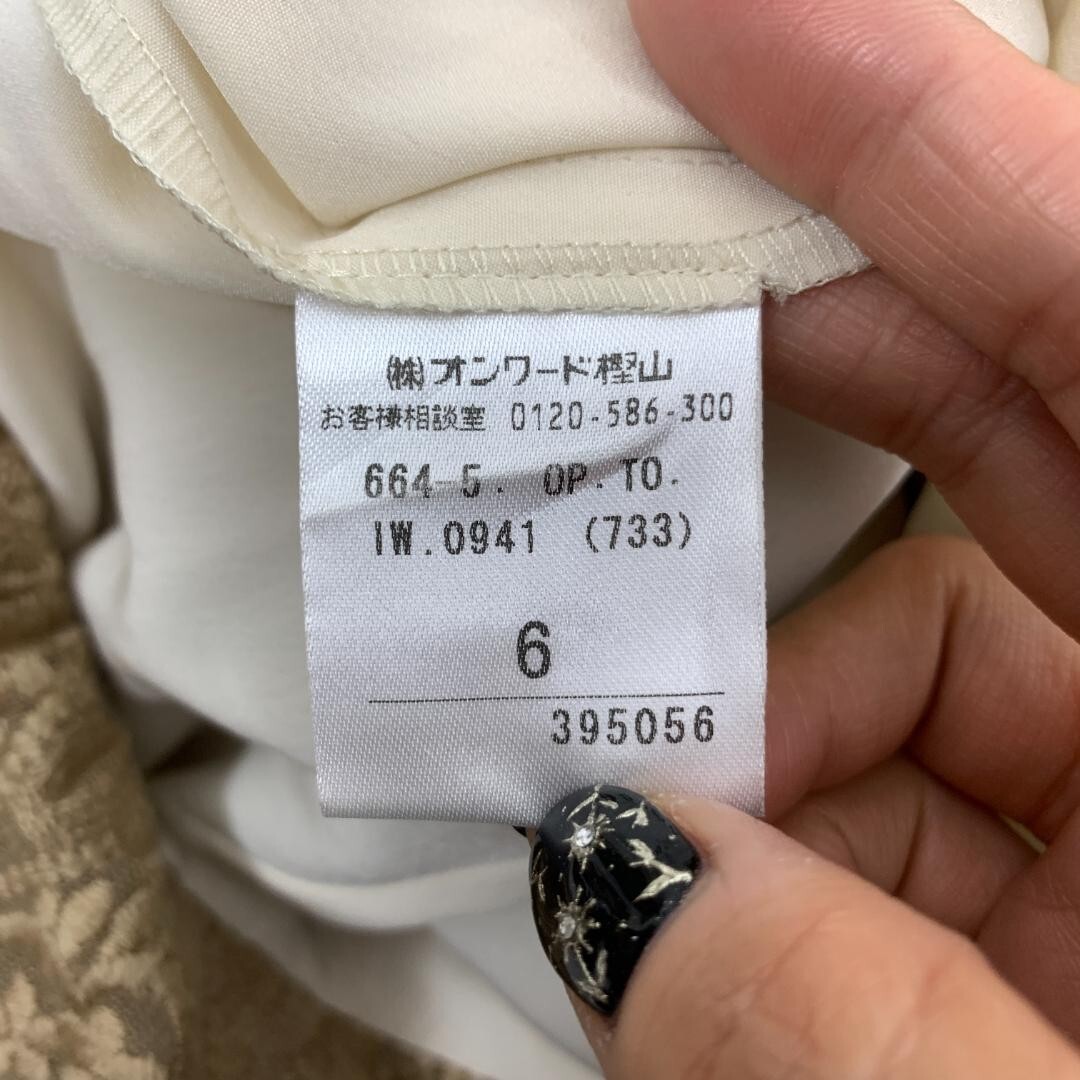 (株)オンワード樫山
お客様相談室 0120-586-300
664-5. OP.TO.
IW.0941 (733)
6
395056